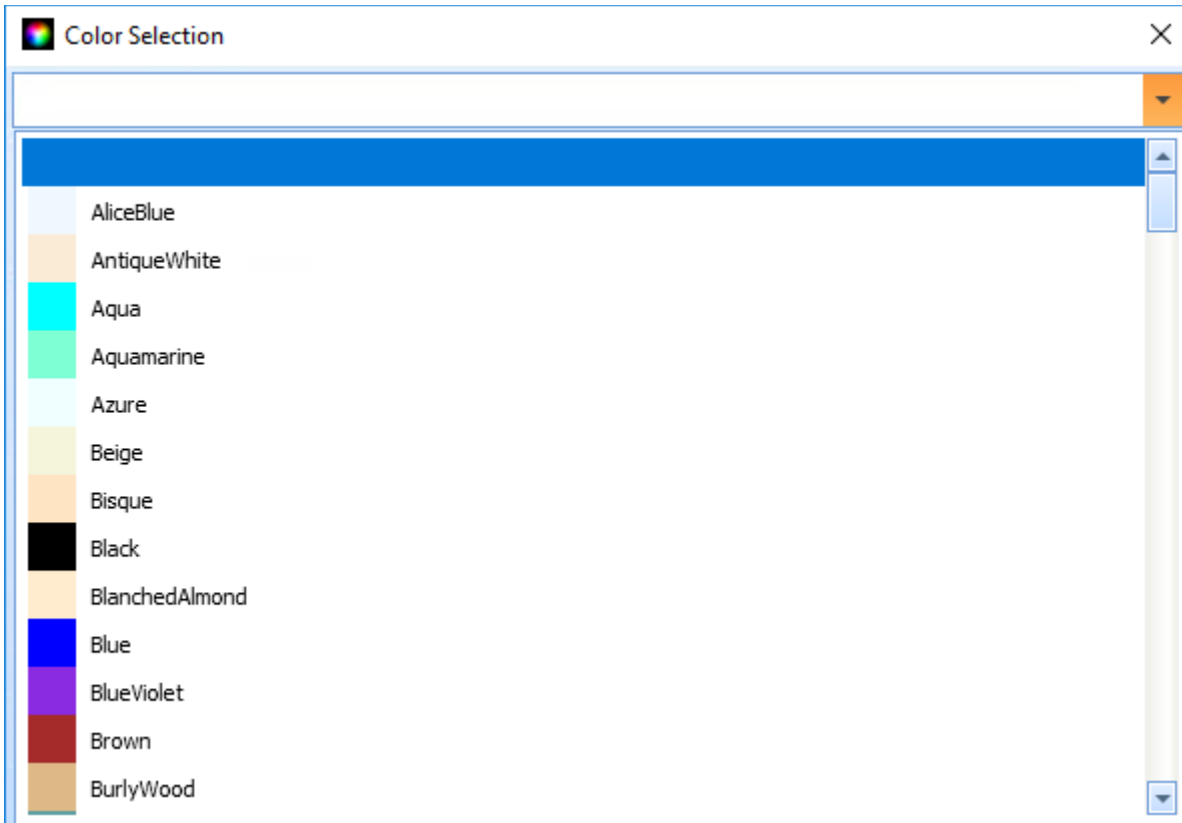 Color Selection
AliceBlue
AntiqueWhite
Aqua
Aquamarine
Azure
Beige
Bisque
Black
BlanchedAlmond
Blue
BlueViolet
Brown
BurlyWood